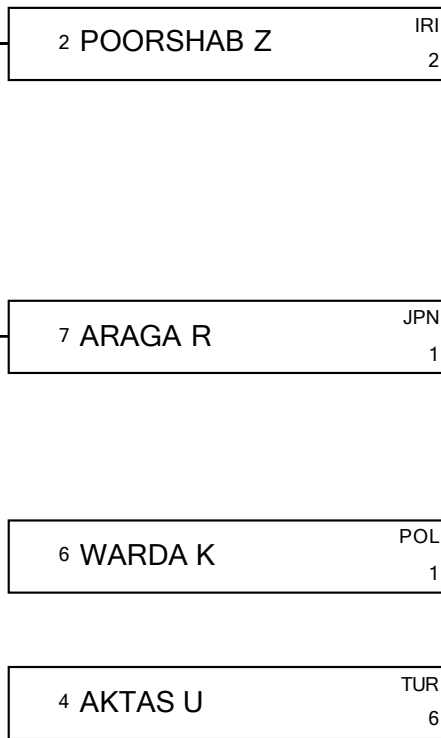 2 POORSHAB Z IRI
2
7 ARAGA R JPN
1
6 WARDA K POL
1
4 AKTAS U TUR
6